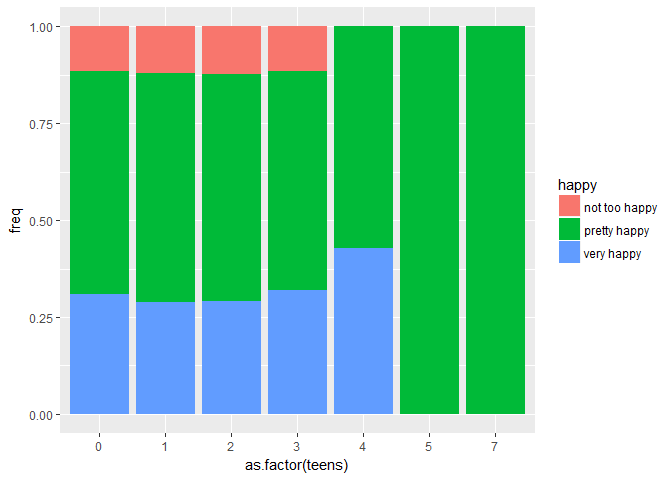 1.00
0.75
0.50
0.25
0.00
freq
0 1 2 3 4 5 7
as.factor(teens)
happy
not too happy
pretty happy
very happy